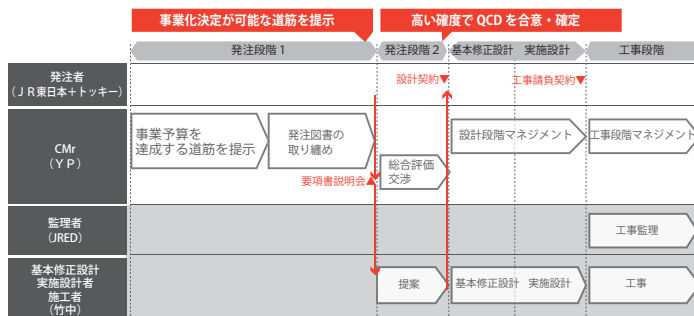 事業化決定が可能な道筋を提示
高い確度で QCD を合意・確定
発注段階 1
発注段階 2
基本修正設計
実施設計
工事段階
発注者
（ＪＲ東日本＋トッキー）
設計契約▼
工事請負契約▼
CMr
（ＹＰ）
事業予算を
達成する道筋を提示
発注図書の
取り纏め
要項書説明会▲
総合評価
交渉
設計段階マネジメント
工事段階マネジメント
監理者
(JRED)
工事監理
基本修正設計
実施設計者
施工者
(竹中)
提案
基本修正設計
実施設計
工事